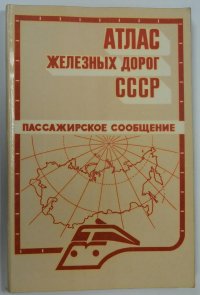 АТЛАС
ЖЕЛЕЗНЫХ ДОРОГ
СССР
ПАССАЖИРСКОЕ СООБЩЕНИЕ